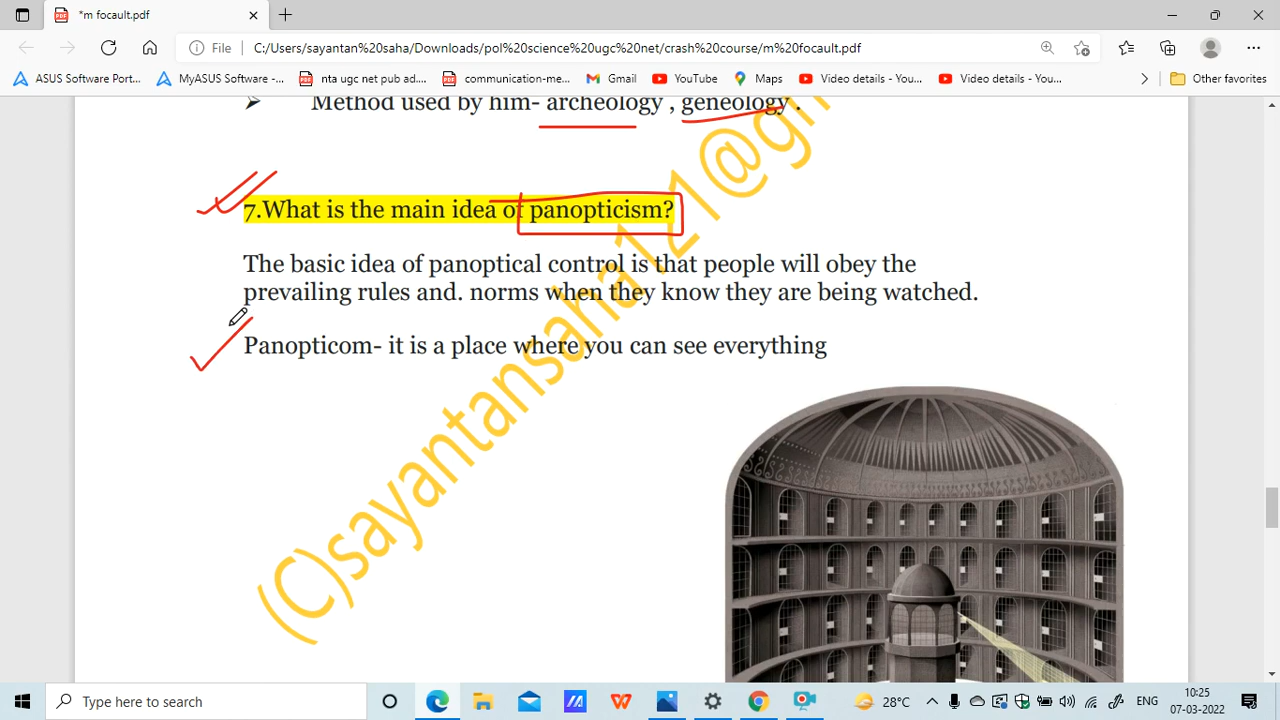 *m focault.pdf
File
C:/Users/sayantan%20saha/Downloads/pol%20science%20ugc%20net/crash%20course/m%20focault.pdf
ASUS Software Port...
MyASUS Software -...
nta ugc net pub ad....
communication-me...
Gmail
YouTube
Maps
Video details - You...
Video details - You...
Other favorites
Method used by him- archeology , geneology .
7.What is the main idea of panopticism?
The basic idea of panoptical control is that people will obey the
prevailing rules and. norms when they know they are being watched.
Panopticom- it is a place where you can see everything
(C)sayantansaha121@g
Type here to search
28°C
ENG
10:25
07-03-2022